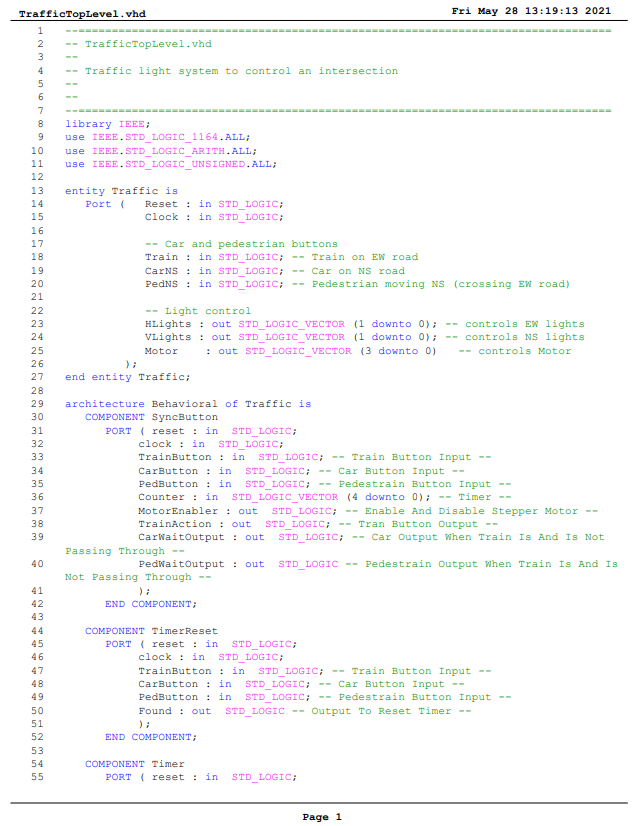 TrafficTopLevel.vhd Fri May 28 13:19:13 2021
1 --================================================================================
2 -- TrafficTopLevel.vhd
3 --
4 -- Traffic light system to control an intersection
5 --
6 --
7 --================================================================================
8 library IEEE;
9 use IEEE.STD_LOGIC_1164.ALL;
10 use IEEE.STD_LOGIC_ARITH.ALL;
11 use IEEE.STD_LOGIC_UNSIGNED.ALL;
12
13 entity Traffic is
14 Port ( Reset : in STD_LOGIC;
15 Clock : in STD_LOGIC;
16
17 -- Car and pedestrian buttons
18 Train : in STD_LOGIC; -- Train on EW road
19 CarNS : in STD_LOGIC; -- Car on NS road
20 PedNS : in STD_LOGIC; -- Pedestrian moving NS (crossing EW road)
21
22 -- Light control
23 HLights : out STD_LOGIC_VECTOR (1 downto 0); -- controls EW lights
24 VLights : out STD_LOGIC_VECTOR (1 downto 0); -- controls NS lights
25 Motor : out STD_LOGIC_VECTOR (3 downto 0) -- controls Motor
26 );
27 end entity Traffic;
28
29 architecture Behavioral of Traffic is
30 COMPONENT SyncButton
31 PORT ( reset : in STD_LOGIC;
32 clock : in STD_LOGIC;
33 TrainButton : in STD_LOGIC; -- Train Button Input --
34 CarButton : in STD_LOGIC; -- Car Button Input --
35 PedButton : in STD_LOGIC; -- Pedestrain Button Input --
36 Counter : in STD_LOGIC_VECTOR (4 downto 0); -- Timer --
37 MotorEnabler : out STD_LOGIC; -- Enable And Disable Stepper Motor --
38 TrainAction : out STD_LOGIC; -- Tran Button Output --
39 CarWaitOutput : out STD_LOGIC; -- Car Output When Train Is And Is Not
Passing Through --
40 PedWaitOutput : out STD_LOGIC -- Pedestrain Output When Train Is And Is
Not Passing Through --
41 );
42 END COMPONENT;
43
44 COMPONENT TimerReset
45 PORT ( reset : in STD_LOGIC;
46 clock : in STD_LOGIC;
47 TrainButton : in STD_LOGIC; -- Train Button Input --
48 CarButton : in STD_LOGIC; -- Car Button Input --
49 PedButton : in STD_LOGIC; -- Pedestrain Button Input --
50 Found : out STD_LOGIC -- Output To Reset Timer --
51 );
52 END COMPONENT;
53
54 COMPONENT Timer
55 PORT ( reset : in STD_LOGIC;
Page 1